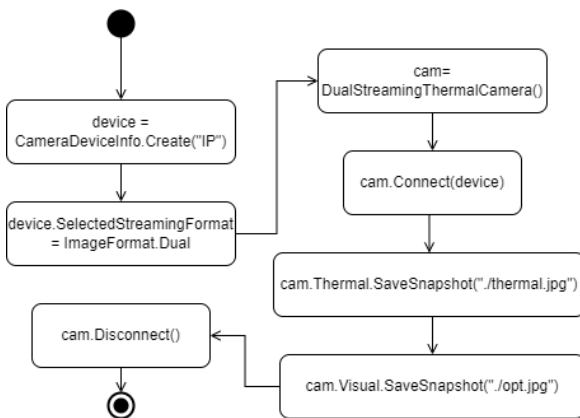 device =
CameraDeviceInfo.Create("IP")
device.SelectedStreamingFormat
= ImageFormat.Dual
cam=
DualStreamingThermalCamera()
cam.Connect(device)
cam.Thermal.SaveSnapshot("./thermal.jpg")
cam.Visual.SaveSnapshot("./opt.jpg")
cam.Disconnect()